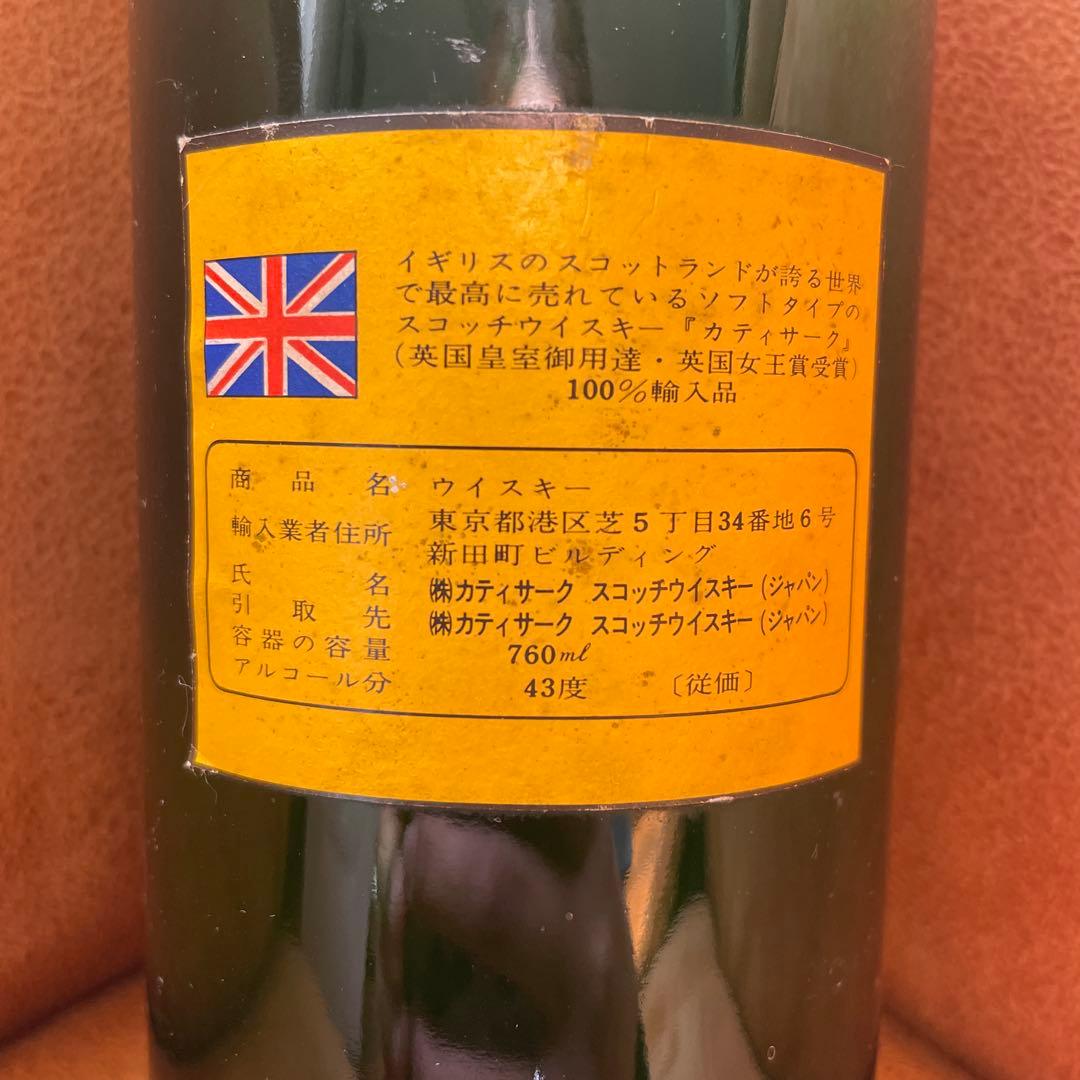 イギリスのスコットランドが誇る世界
で最高に売れているソフトタイプの
スコッチウイスキー『カティサーク』
(英国皇室御用達・英国女王賞受賞)
100%輸入品
商品名 ウイスキー
輸入業者住所 東京都港区芝5丁目34番地6号
新田町ビルディング
氏名 ㈱カティサーク スコッチウイスキー(ジャパン)
引取先 ㈱カティサーク スコッチウイスキー(ジャパン)
容器の容量 760ml
アルコール分 43度 〔従価〕